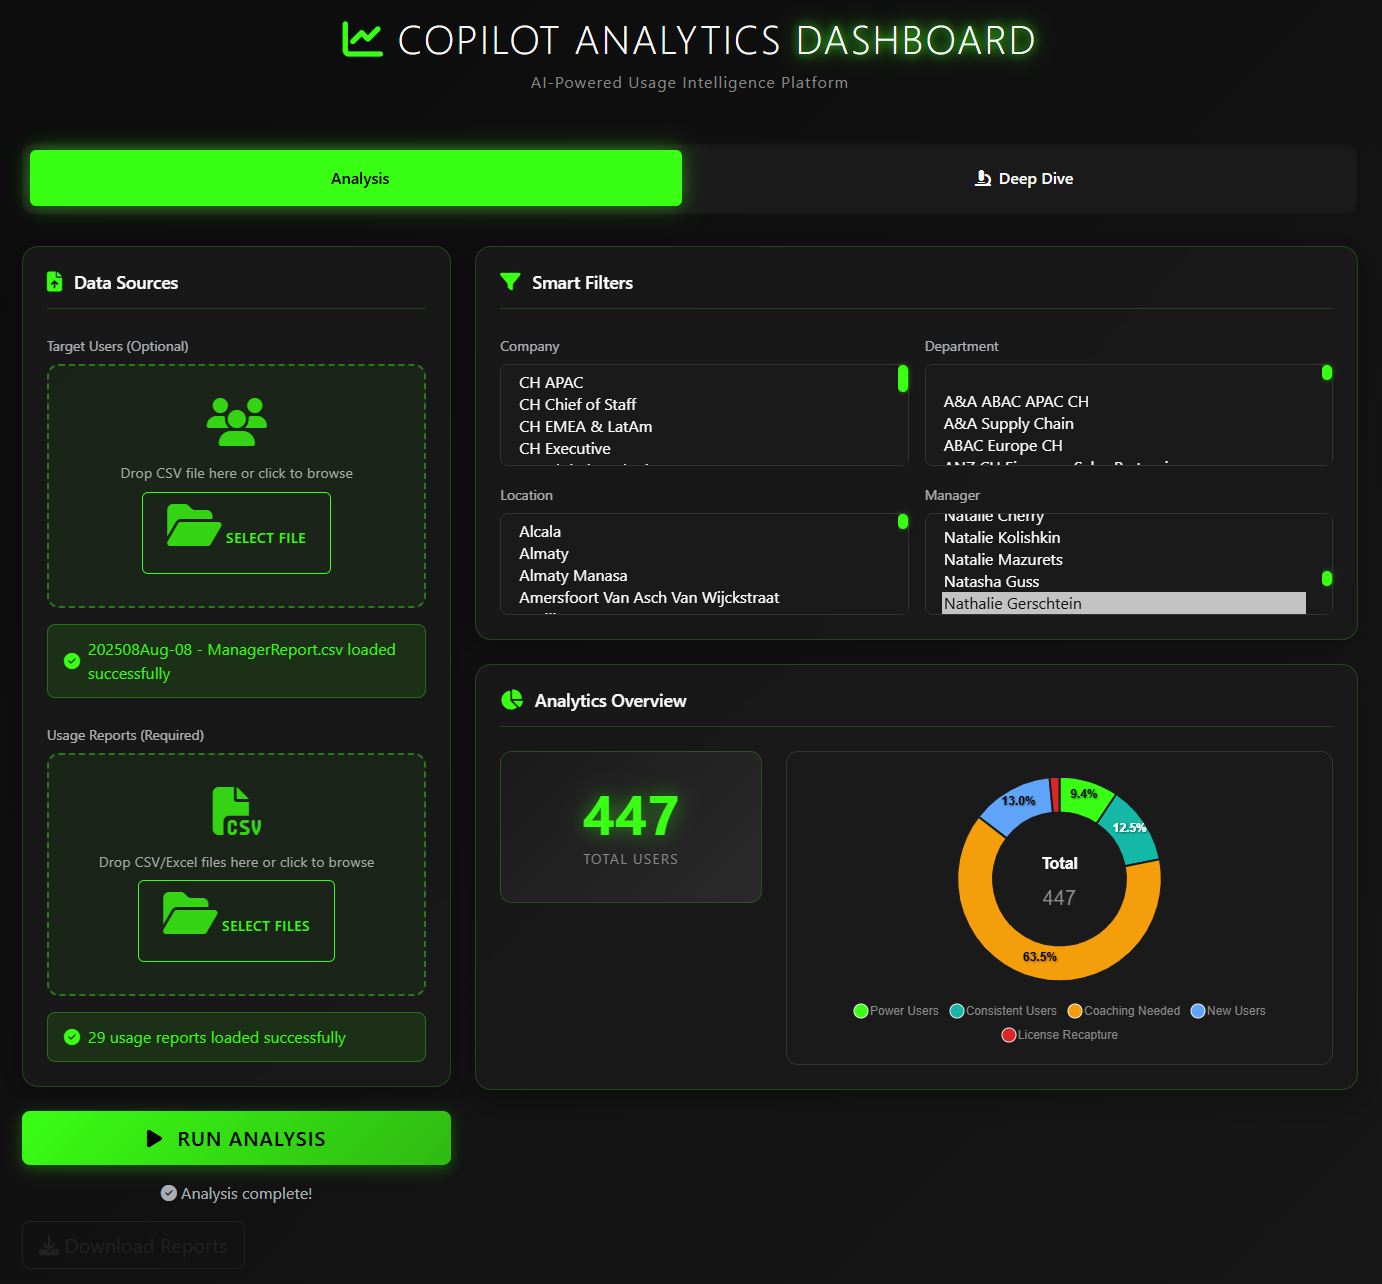 COPILOT ANALYTICS DASHBOARD
AI-Powered Usage Intelligence Platform
Analysis
Deep Dive
Data Sources
Target Users (Optional)
Drop CSV file here or click to browse
SELECT FILE
202508Aug-08 - ManagerReport.csv loaded
successfully
Usage Reports (Required)
CSV
Drop CSV/Excel files here or click to browse
SELECT FILES
29 usage reports loaded successfully
RUN ANALYSIS
Analysis complete!
Download Reports
Smart Filters
Company
CH APAC
CH Chief of Staff
CH EMEA & LatAm
CH Executive
Department
A&A ABAC APAC CH
A&A Supply Chain
ABAC Europe CH
Location
Alcala
Almaty
Almaty Manasa
Amersfoort Van Asch Van Wijckstraat
Manager
Natalie Cherry
Natalie Kolishkin
Natalie Mazurets
Natasha Guss
Nathalie Gerschtein
Analytics Overview
447
TOTAL USERS
13.0%
9.4%
12.5%
Total
447
63.5%
Power Users
Consistent Users
Coaching Needed
New Users
License Recapture